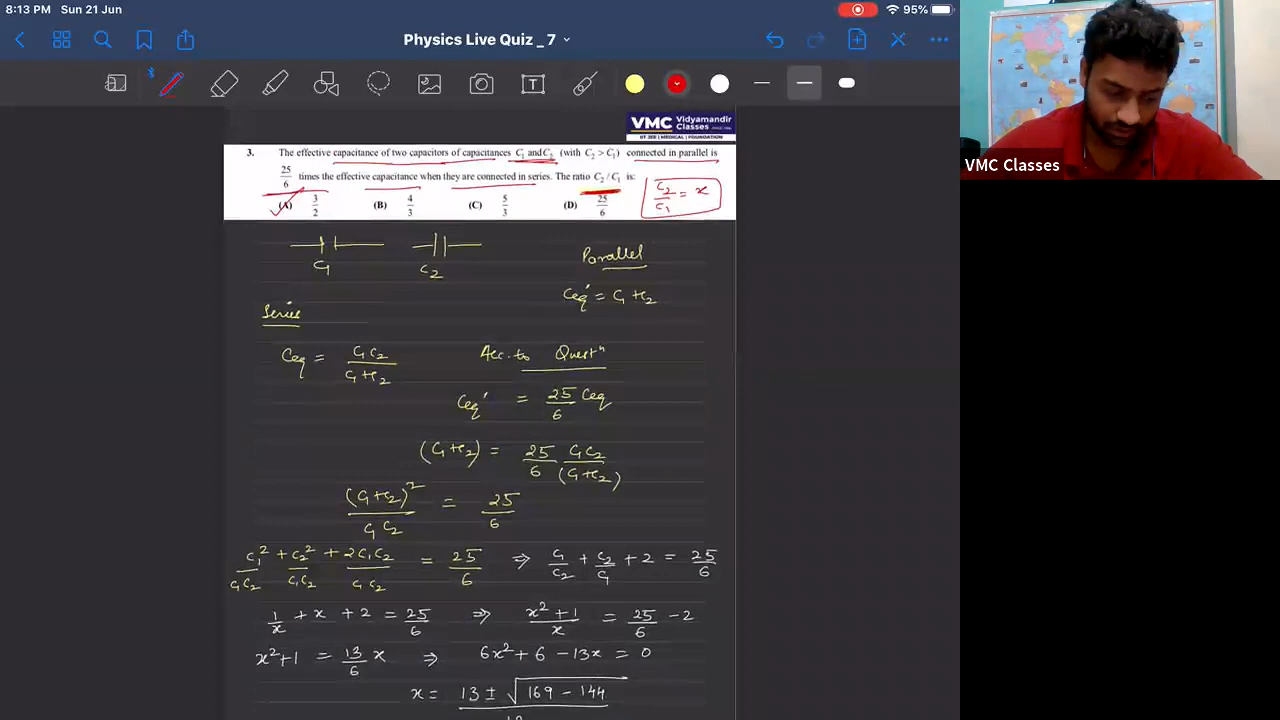 8:13 PM Sun 21 Jun
95%
Physics Live Quiz _ 7
T
VMC Vidyamandir Classes
IIT JEE | MEDICAL | FOUNDATION
3. The effective capacitance of two capacitors of capacitances C₁ and C₂ (with C₂ > C₁) connected in parallel is
25/6 times the effective capacitance when they are connected in series. The ratio C₂ / C₁ is:
(A) 3/2 (B) 4/3 (C) 5/3 (D) 25/6
C₂/C₁ = x
C₁ C₂
Parallel
Ceq' = C₁ + C₂
Series
Ceq = C₁C₂/(C₁+C₂)
Acc. to Questⁿ
Ceq' = 25/6 Ceq
(C₁+C₂) = 25/6 C₁C₂/(C₁+C₂)
(C₁+C₂)²/C₁C₂ = 25/6
C₁²/C₁C₂ + C₂²/C₁C₂ + 2C₁C₂/C₁C₂ = 25/6 ⇒ C₁/C₂ + C₂/C₁ + 2 = 25/6
1/x + x + 2 = 25/6 ⇒ x²+1/x = 25/6 - 2
x²+1 = 13/6 x ⇒ 6x² + 6 - 13x = 0
x = 13 ± √169 - 144
VMC Classes